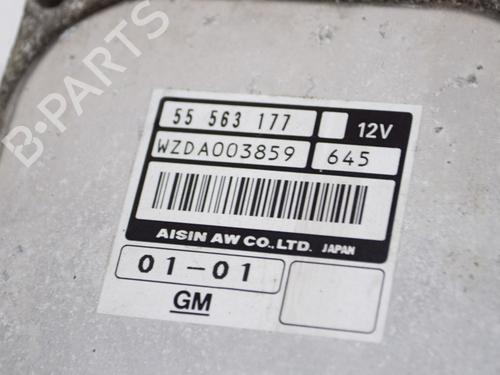 B-PARTS
55 563 177 12V
WZDA003859 645
AISIN AW CO., LTD. JAPAN
01-01
GM